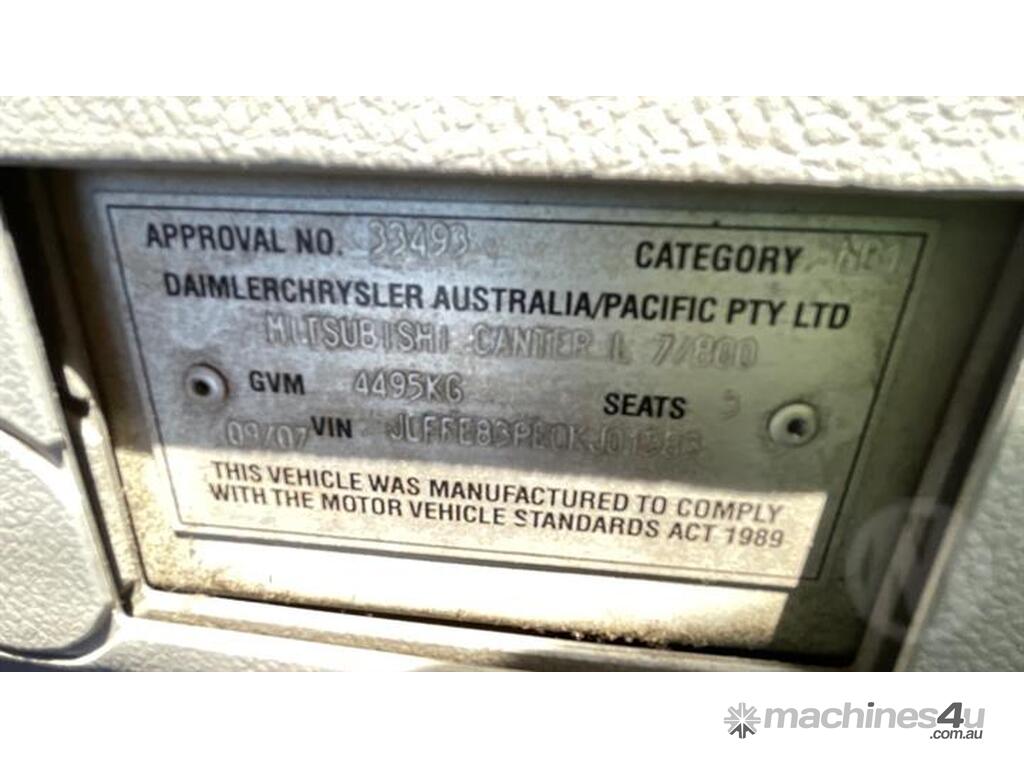 APPROVAL NO. 33493 CATEGORY
DAIMLERCHRYSLER AUSTRALIA/PACIFIC PTY LTD
MITSUBISHI CANTER L 7/800
GVM 4495KG SEATS 3
09/07 VIN
THIS VEHICLE WAS MANUFACTURED TO COMPLY
WITH THE MOTOR VEHICLE STANDARDS ACT 1989
machines4u
.com.au